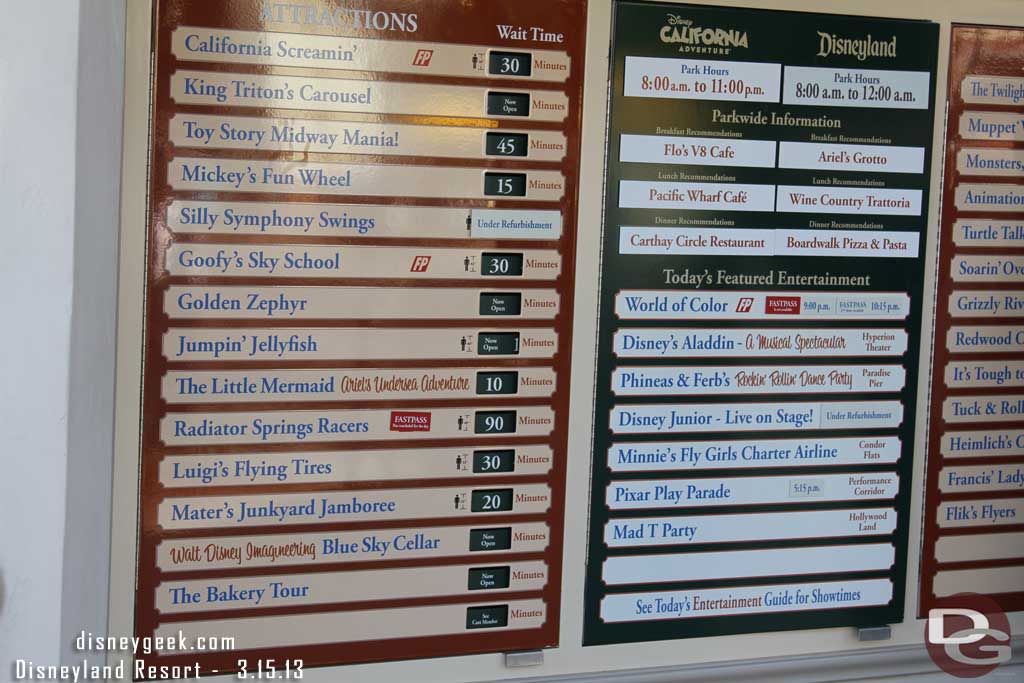 ATTRACTIONS
Wait Time
California Screamin' FP 30 Minutes
King Triton's Carousel Now Open Minutes
Toy Story Midway Mania! 45 Minutes
Mickey's Fun Wheel 15 Minutes
Silly Symphony Swings Under Refurbishment
Goofy's Sky School FP 30 Minutes
Golden Zephyr Now Open Minutes
Jumpin' Jellyfish Now Open 1 Minutes
The Little Mermaid Ariel's Undersea Adventure 10 Minutes
Radiator Springs Racers FASTPASS 90 Minutes
Luigi's Flying Tires 30 Minutes
Mater's Junkyard Jamboree 20 Minutes
Walt Disney Imagineering Blue Sky Cellar Now Open Minutes
The Bakery Tour Now Open Minutes
See Cast Member Minutes
Disney
CALIFORNIA
ADVENTURE
Park Hours
8:00 a.m. to 11:00 p.m.
Disneyland
Park Hours
8:00 a.m. to 12:00 a.m.
Parkwide Information
Breakfast Recommendations Breakfast Recommendations
Flo's V8 Cafe Ariel's Grotto
Lunch Recommendations Lunch Recommendations
Pacific Wharf Café Wine Country Trattoria
Dinner Recommendations Dinner Recommendations
Carthay Circle Restaurant Boardwalk Pizza & Pasta
Today's Featured Entertainment
World of Color FP FASTPASS 9:00 p.m. FASTPASS 10:15 p.m.
Disney's Aladdin - A Musical Spectacular Hyperion Theater
Phineas & Ferb's Rockin' Rollin' Dance Party Paradise Pier
Disney Junior - Live on Stage! Under Refurbishment
Minnie's Fly Girls Charter Airline Condor Flats
Pixar Play Parade 5:15 p.m. Performance Corridor
Mad T Party Hollywood Land
See Today's Entertainment Guide for Showtimes
The Twilig
Muppet
Monsters,
Animation
Turtle Talk
Soarin' Ov
Grizzly Riv
Redwood C
It's Tough to
Tuck & Roll
Heimlich's C
Francis' Lady
Flik's Flyers
disneygeek.com
Disneyland Resort - 3.15.13
DG